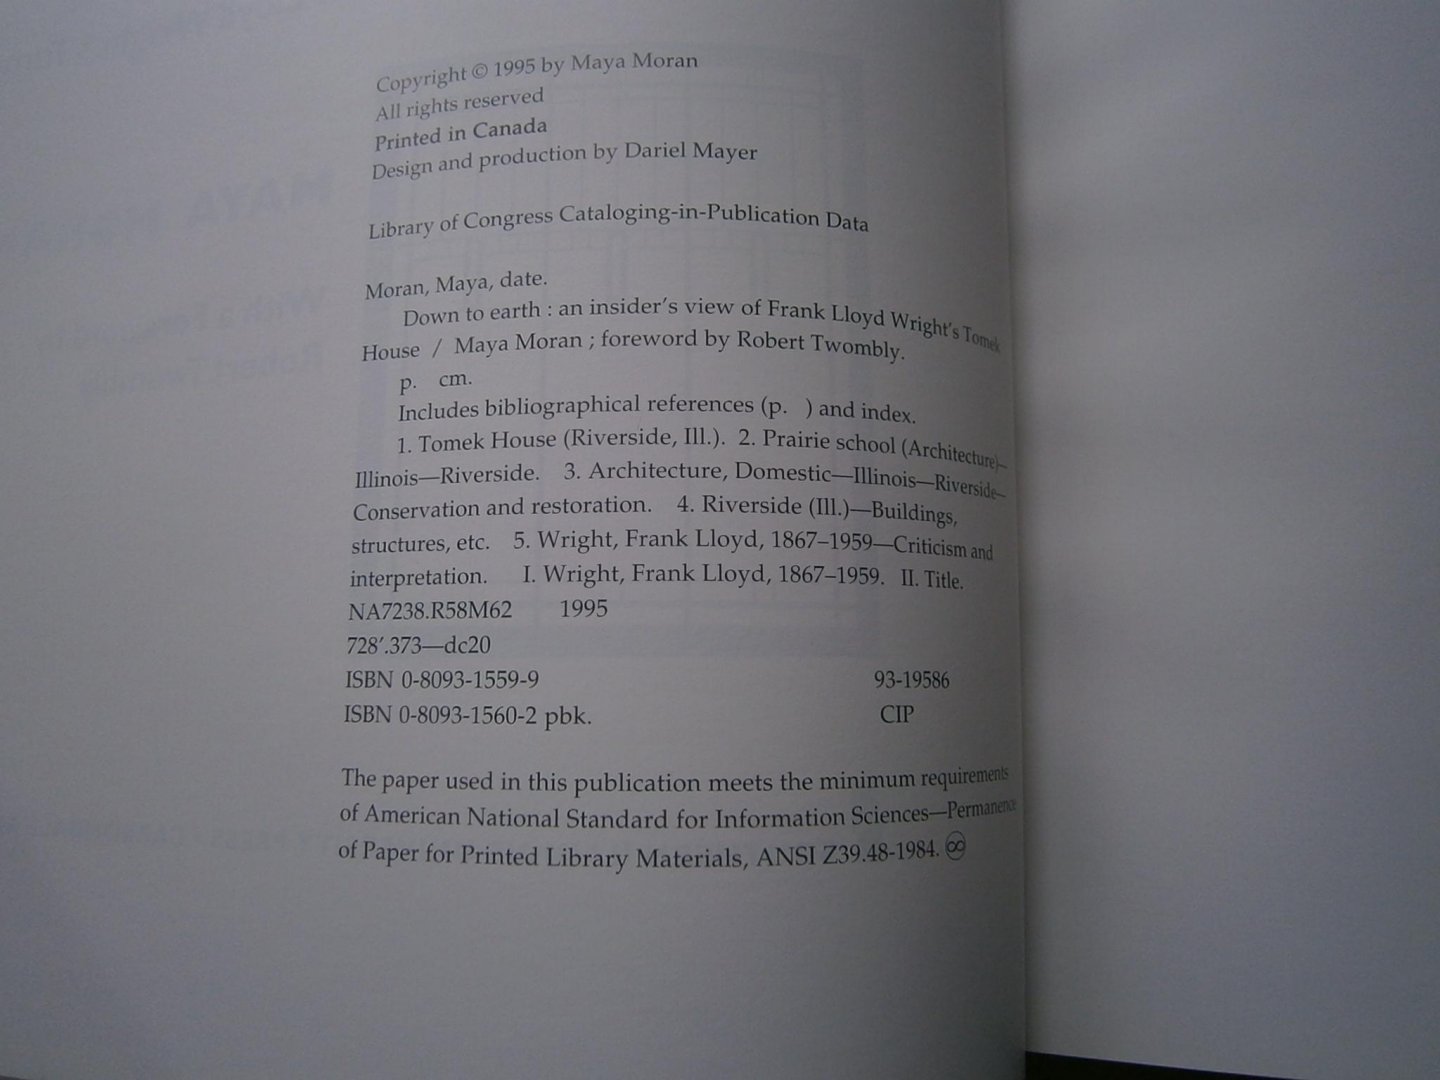 Copyright © 1995 by Maya Moran
All rights reserved
Printed in Canada
Design and production by Dariel Mayer
Library of Congress Cataloging-in-Publication Data
Moran, Maya, date.
Down to earth : an insider's view of Frank Lloyd Wright's Tomek
House / Maya Moran ; foreword by Robert Twombly.
p. cm.
Includes bibliographical references (p. ) and index.
1. Tomek House (Riverside, Ill.). 2. Prairie school (Architecture)—
Illinois—Riverside. 3. Architecture, Domestic—Illinois—Riverside—
Conservation and restoration. 4. Riverside (Ill.)—Buildings,
structures, etc. 5. Wright, Frank Lloyd, 1867–1959—Criticism and
interpretation. I. Wright, Frank Lloyd, 1867–1959. II. Title.
NA7238.R58M62 1995
728'.373—dc20
ISBN 0-8093-1559-9 93-19586
ISBN 0-8093-1560-2 pbk. CIP
The paper used in this publication meets the minimum requirements
of American National Standard for Information Sciences—Permanence
of Paper for Printed Library Materials, ANSI Z39.48-1984. ♾